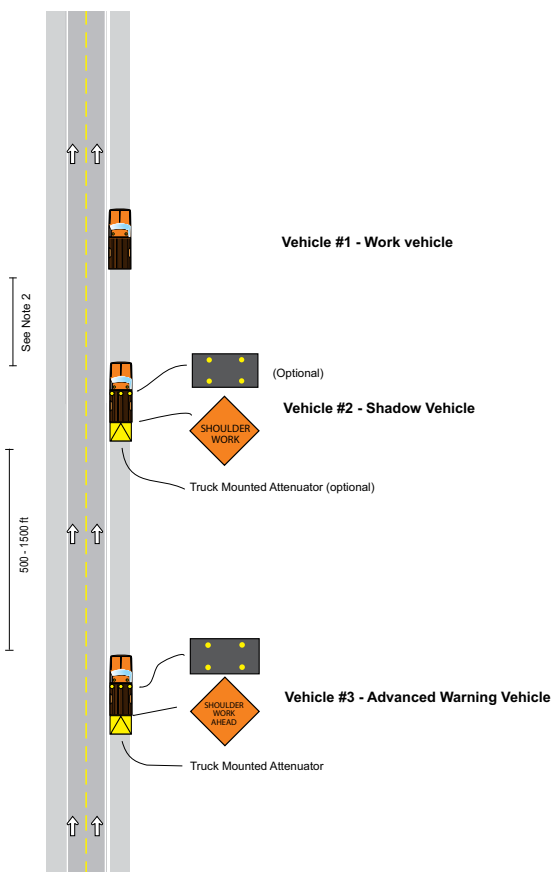 Vehicle #1 - Work vehicle
See Note 2
(Optional)
SHOULDER
WORK
Vehicle #2 - Shadow Vehicle
Truck Mounted Attenuator (optional)
500 - 1500 ft
SHOULDER
WORK
AHEAD
Vehicle #3 - Advanced Warning Vehicle
Truck Mounted Attenuator